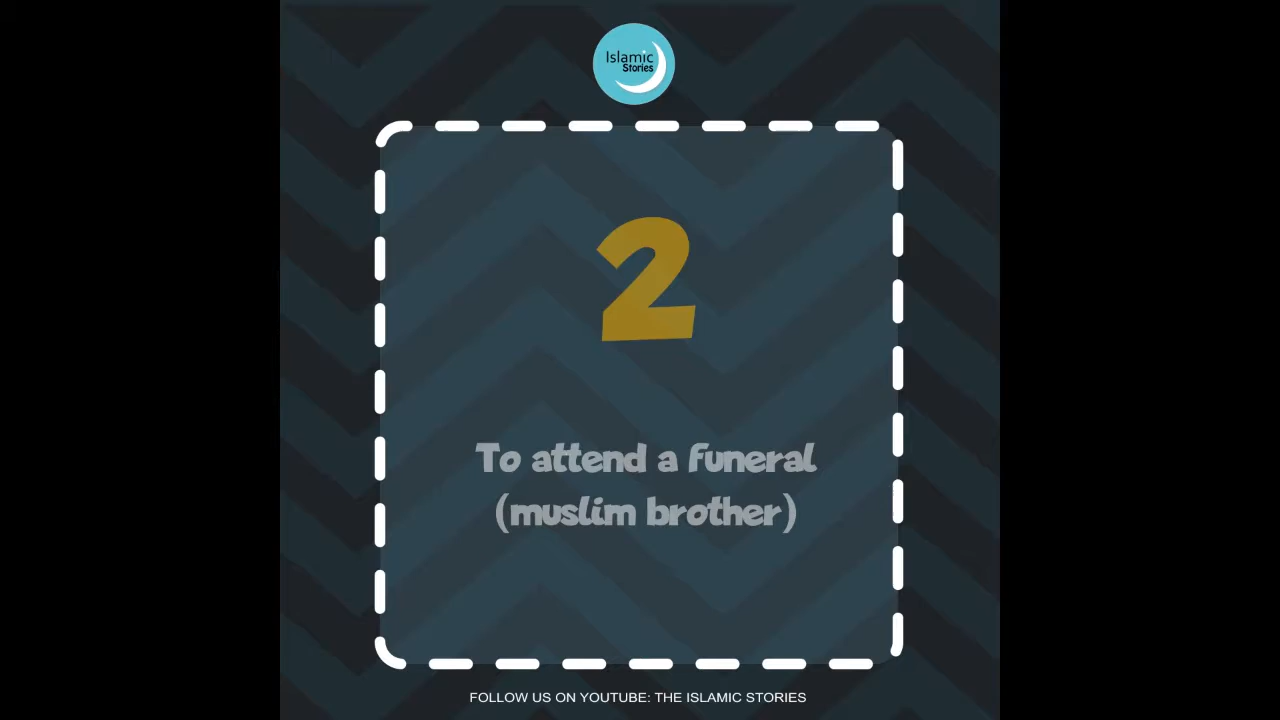 Islamic
Stories
2
To attend a funeral
(muslim brother)
FOLLOW US ON YOUTUBE: THE ISLAMIC STORIES